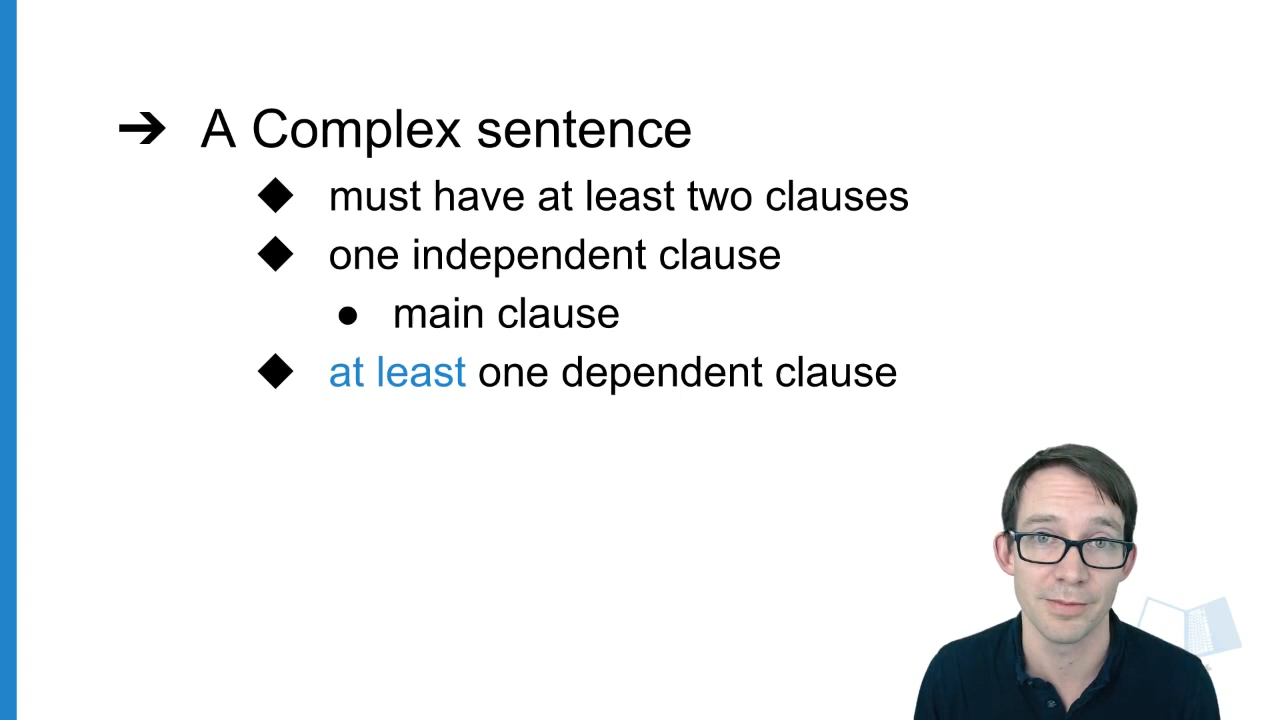 ➔ A Complex sentence
◆ must have at least two clauses
◆ one independent clause
● main clause
◆ at least one dependent clause